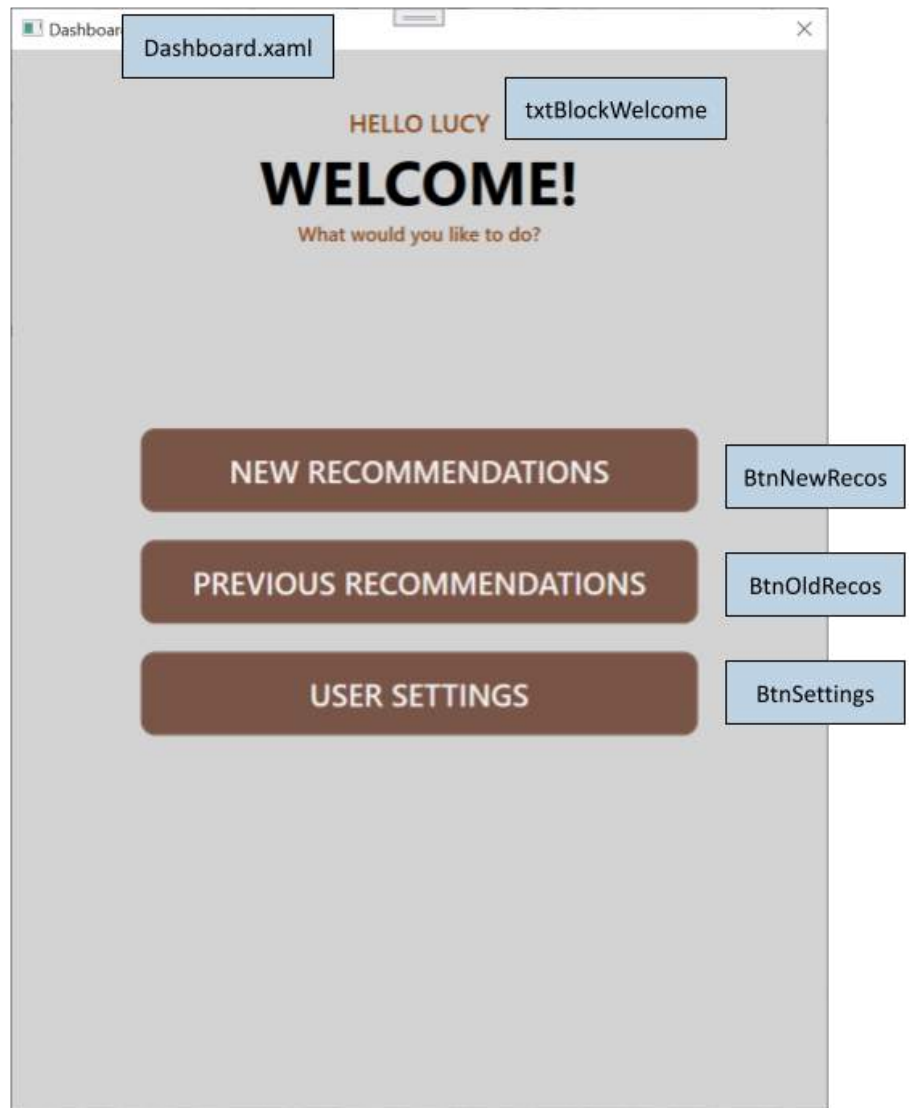 Dashboar
Dashboard.xaml
HELLO LUCY
txtBlockWelcome
WELCOME!
What would you like to do?
NEW RECOMMENDATIONS
BtnNewRecos
PREVIOUS RECOMMENDATIONS
BtnOldRecos
USER SETTINGS
BtnSettings